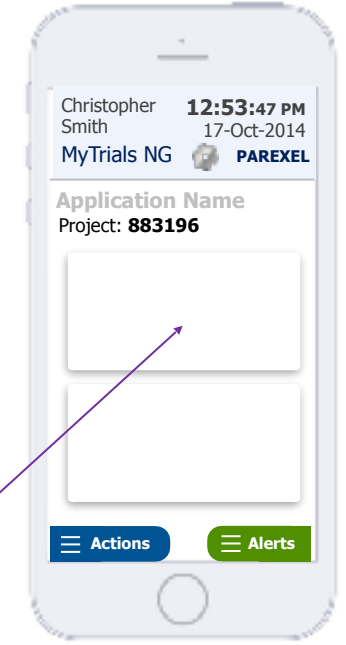 Christopher Smith
12:53:47 PM
17-Oct-2014
MyTrials NG PAREXEL
Application Name
Project: 883196
Actions Alerts